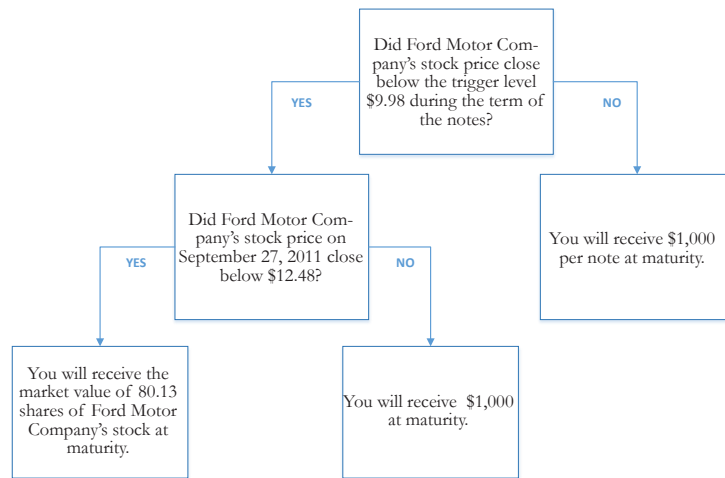 Did Ford Motor Com-
pany's stock price close
below the trigger level
$9.98 during the term of
the notes?
YES
NO
Did Ford Motor Com-
pany's stock price on
September 27, 2011 close
below $12.48?
You will receive $1,000
per note at maturity.
YES
NO
You will receive the
market value of 80.13
shares of Ford Motor
Company's stock at
maturity.
You will receive $1,000
at maturity.